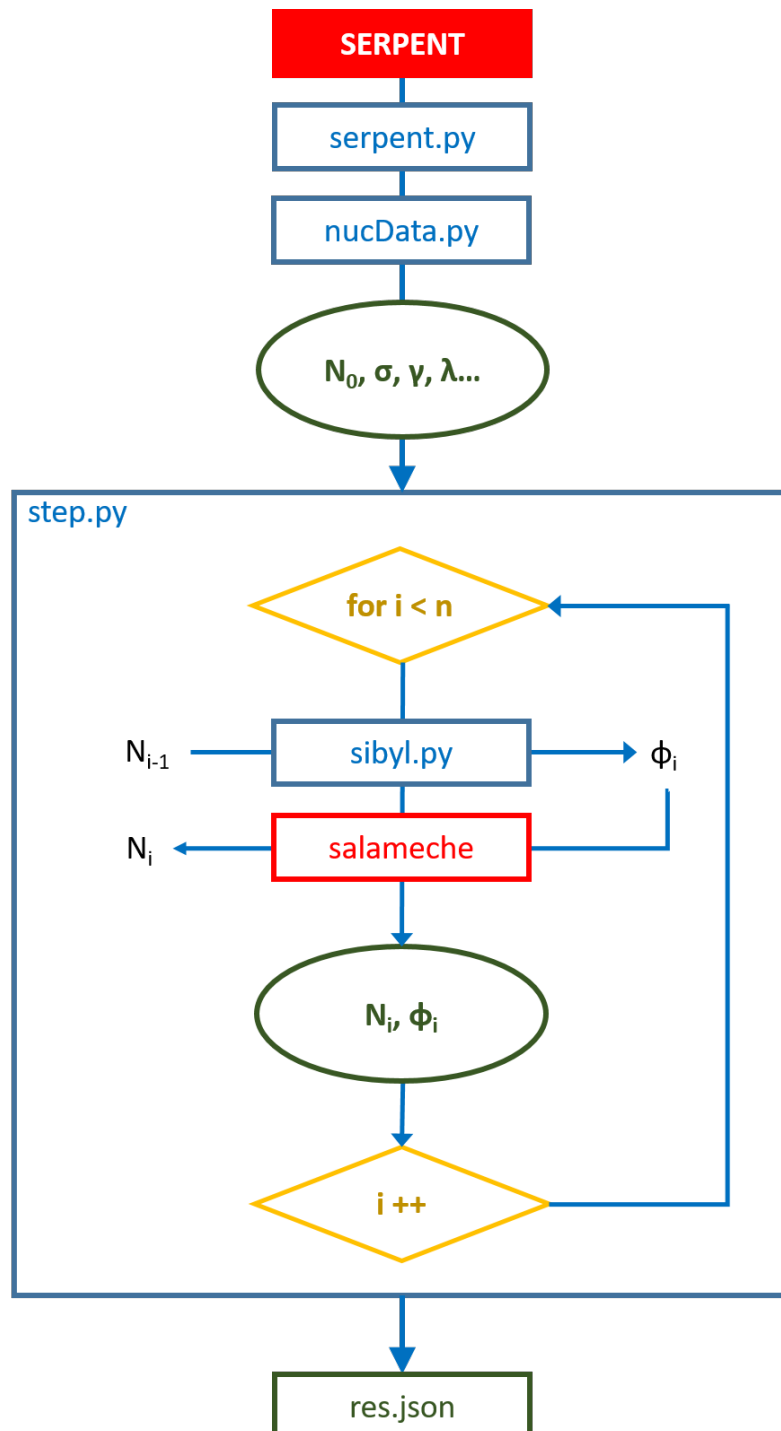 SERPENT
serpent.py
nucData.py
N₀, σ, γ, λ...
step.py
for i < n
Nᵢ₋₁ sibyl.py ϕᵢ
Nᵢ salameche
Nᵢ, ϕᵢ
i ++
res.json